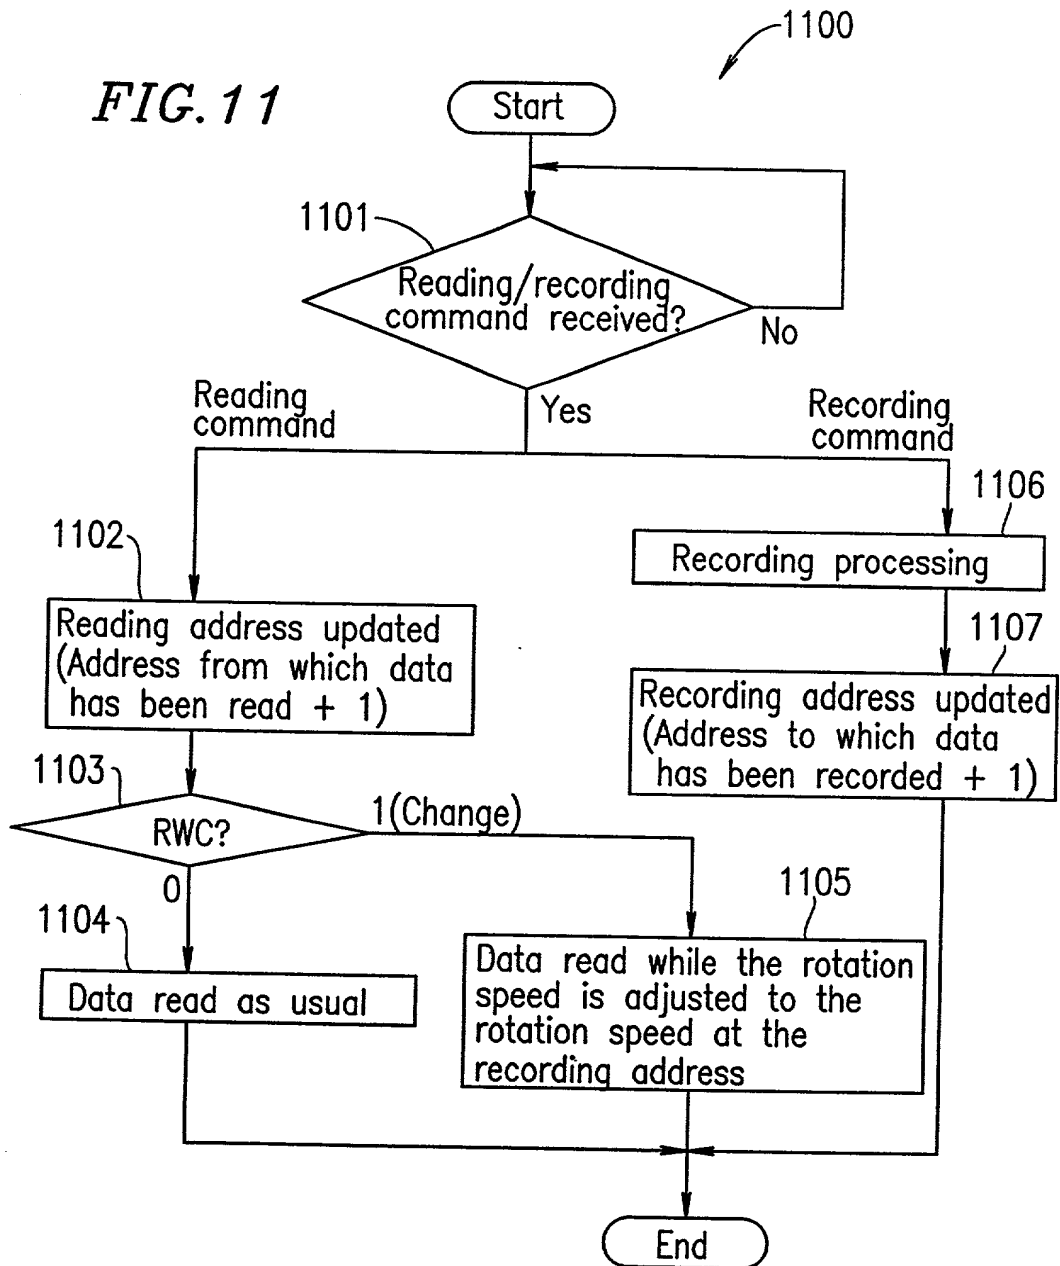 1100
FIG.11
Start
1101
Reading/recording
command received?
No
Yes
Reading
command
Recording
command
1106
Recording processing
1102
Reading address updated
(Address from which data
has been read + 1)
1107
Recording address updated
(Address to which data
has been recorded + 1)
1103
RWC?
1(Change)
0
1104
Data read as usual
1105
Data read while the rotation
speed is adjusted to the
rotation speed at the
recording address
End